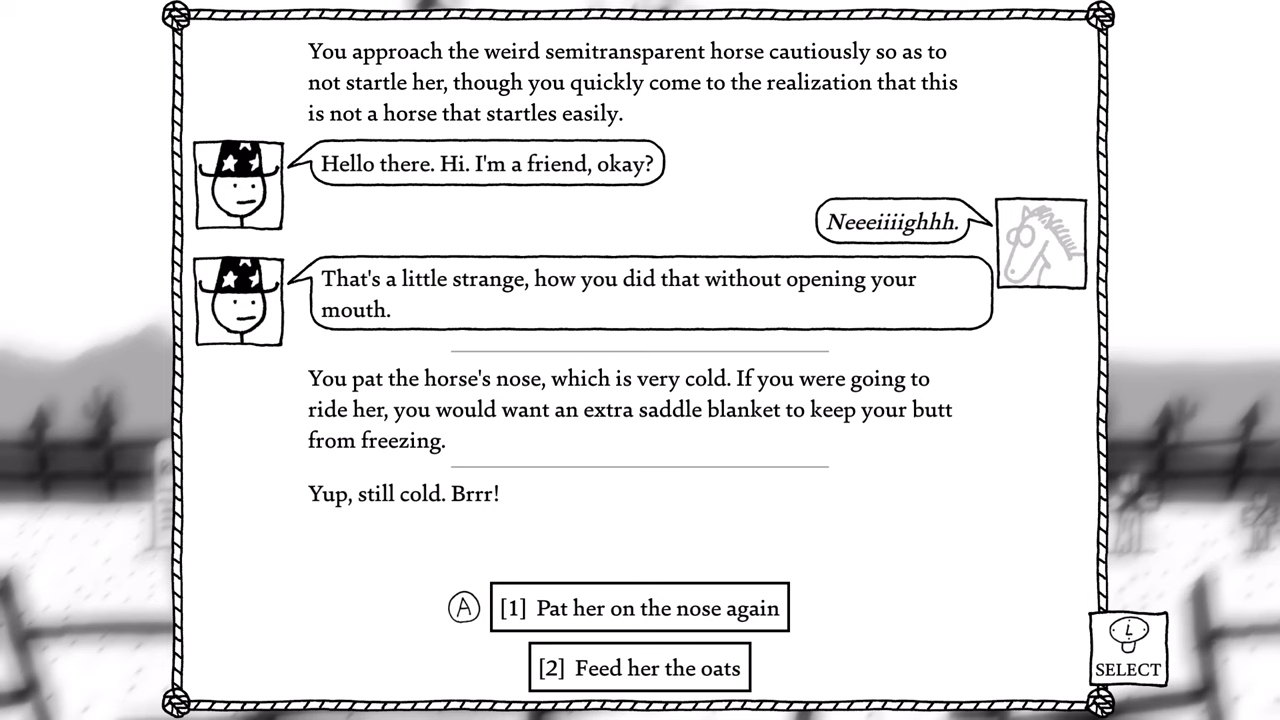 You approach the weird semitransparent horse cautiously so as to
not startle her, though you quickly come to the realization that this
is not a horse that startles easily.
Hello there. Hi. I'm a friend, okay?
Neeeiiiighhh.
That's a little strange, how you did that without opening your
mouth.
You pat the horse's nose, which is very cold. If you were going to
ride her, you would want an extra saddle blanket to keep your butt
from freezing.
Yup, still cold. Brrr!
A [1] Pat her on the nose again
[2] Feed her the oats
L
SELECT